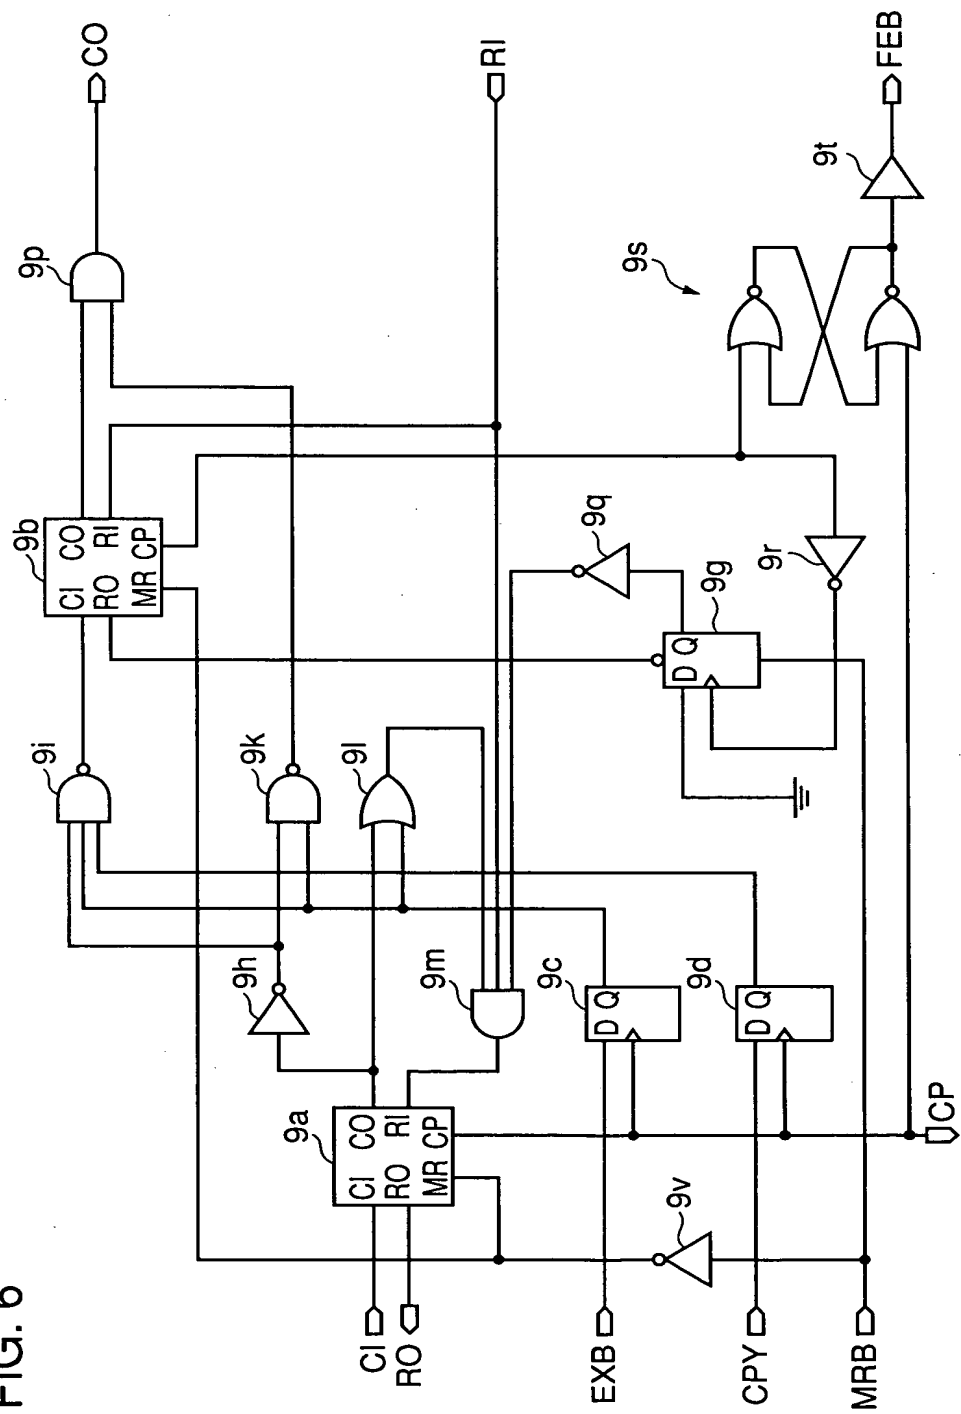 FIG. 6
CI
RO
EXB
CPY
MRB
9a
CI CO
RO RI
MR CP
9v
CP
9h
9m
9c
D Q
9d
D Q
9i
9k
9l
9b
CI CO
RO RI
MR CP
9g
D Q
9q
9r
9p
9s
9t
CO
RI
FEB